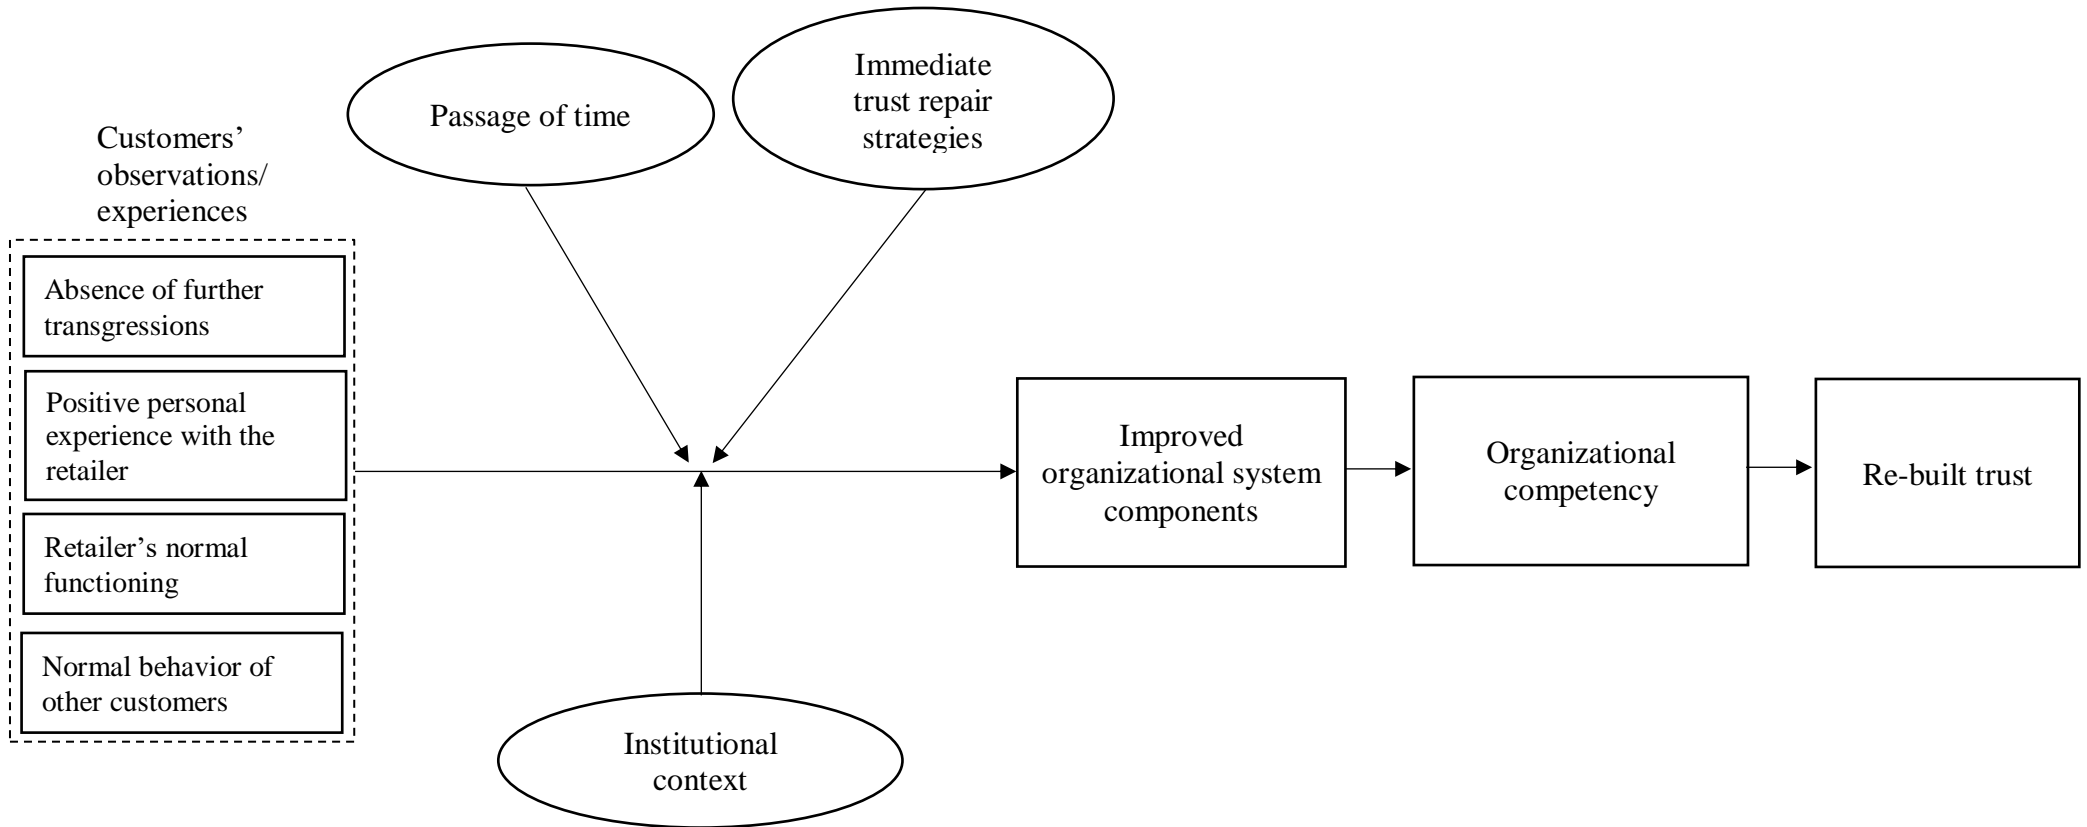 Passage of time
Immediate
trust repair
strategies
Customers’
observations/
experiences
Absence of further
transgressions
Positive personal
experience with the
retailer
Retailer’s normal
functioning
Normal behavior of
other customers
Improved
organizational system
components
Organizational
competency
Re-built trust
Institutional
context